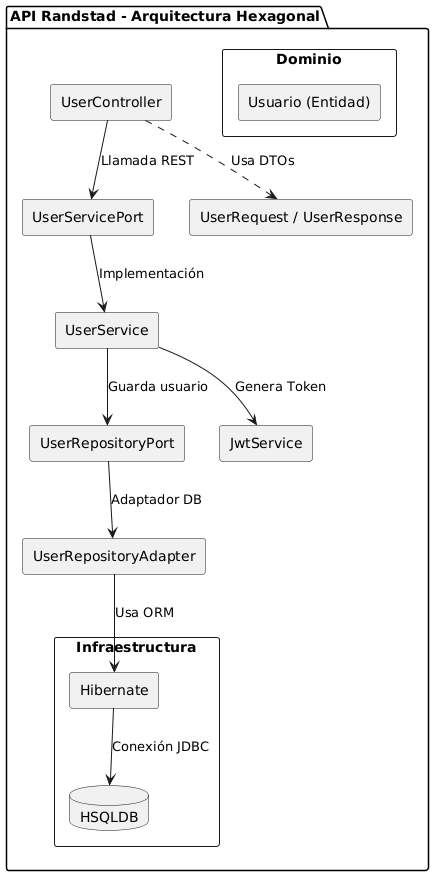 API Randstad - Arquitectura Hexagonal
Dominio
UserController
Usuario (Entidad)
Llamada REST
Usa DTOs
UserServicePort
UserRequest / UserResponse
Implementación
UserService
Guarda usuario
Genera Token
UserRepositoryPort
JwtService
Adaptador DB
UserRepositoryAdapter
Usa ORM
Infraestructura
Hibernate
Conexión JDBC
HSQLDB